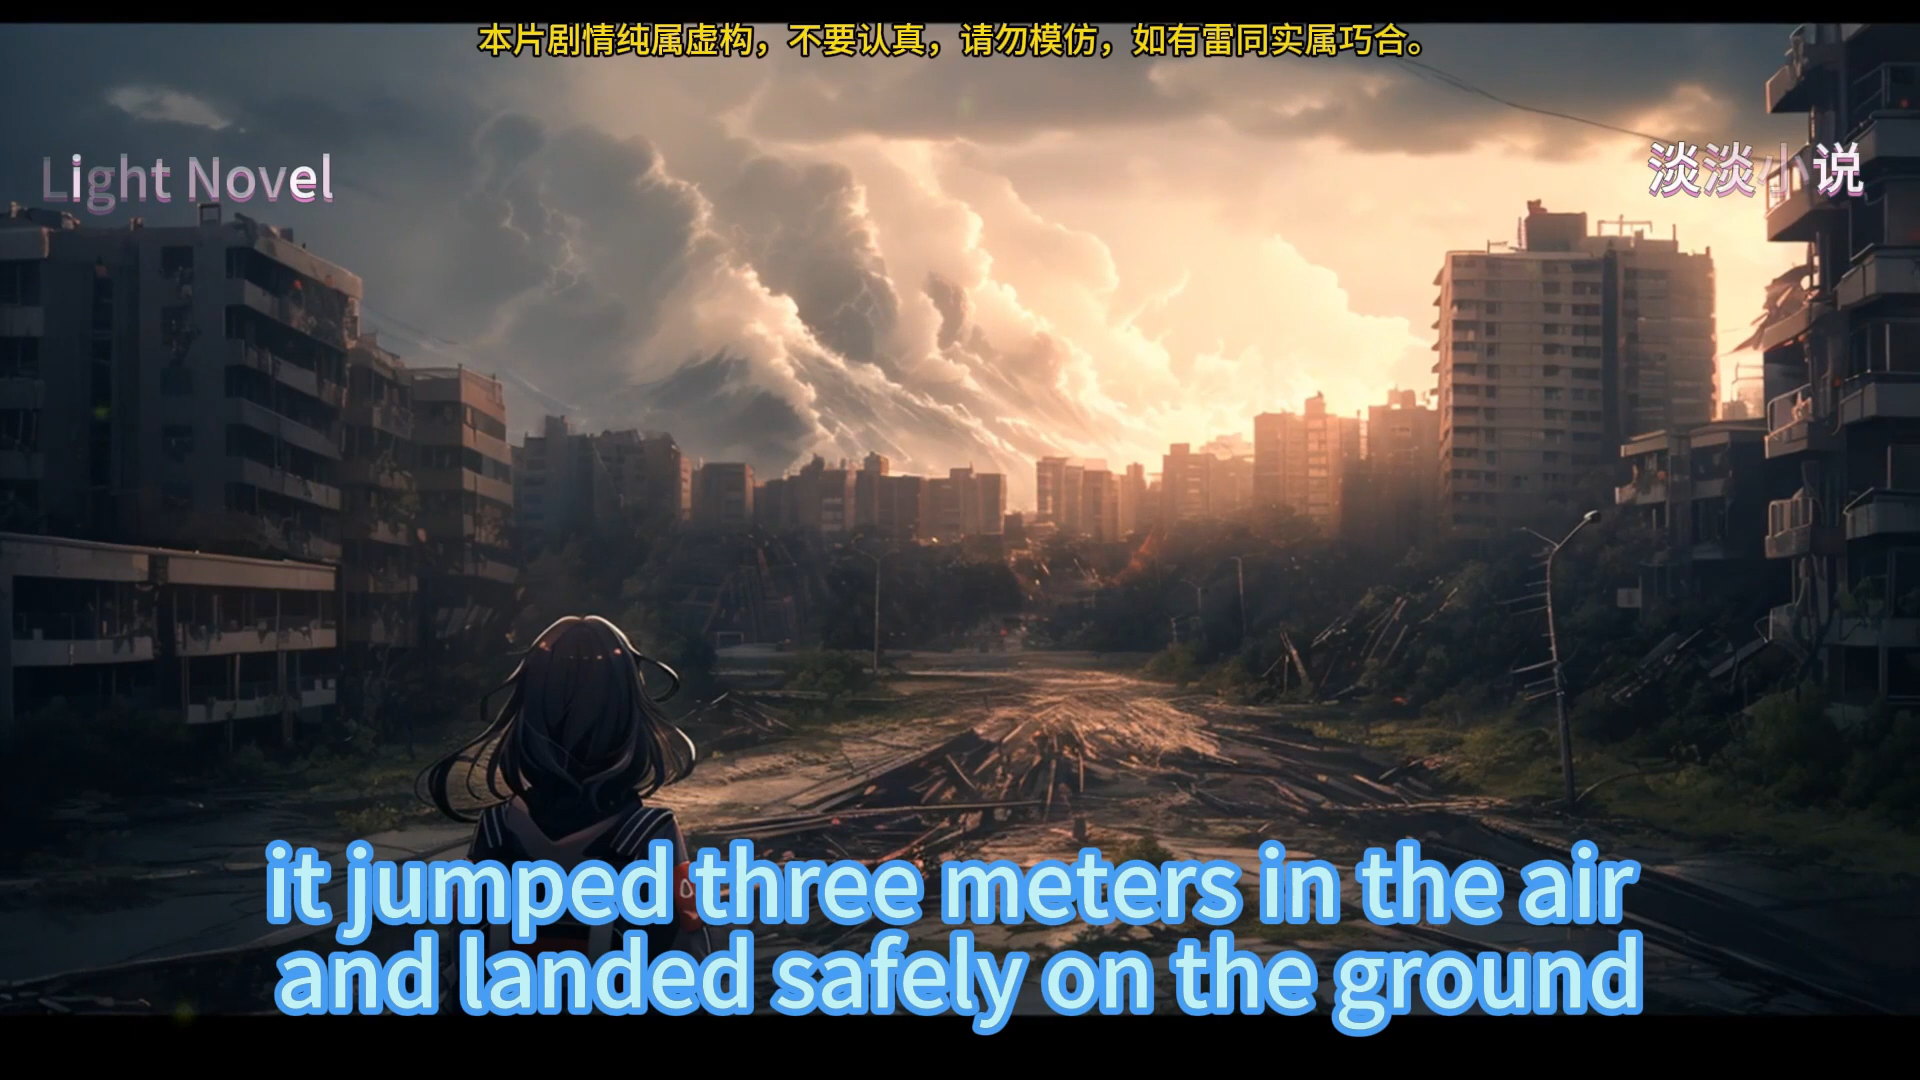 本片剧情纯属虚构，不要认真，请勿模仿，如有雷同实属巧合。
Light Novel
淡淡小说
it jumped three meters in the air
and landed safely on the ground